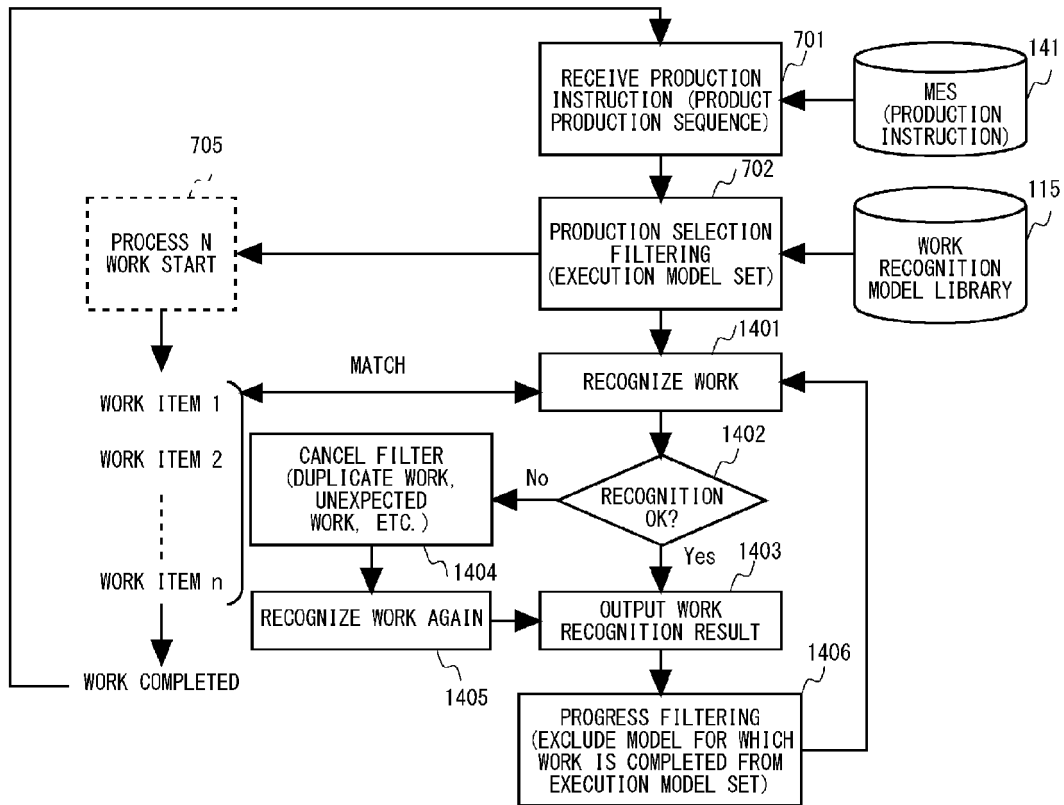 701
RECEIVE PRODUCTION
INSTRUCTION (PRODUCT
PRODUCTION SEQUENCE)
141
MES
(PRODUCTION
INSTRUCTION)
705
PROCESS N
WORK START
702
PRODUCTION SELECTION
FILTERING
(EXECUTION MODEL SET)
115
WORK
RECOGNITION
MODEL LIBRARY
1401
RECOGNIZE WORK
MATCH
WORK ITEM 1
WORK ITEM 2
WORK ITEM n
WORK COMPLETED
1402
RECOGNITION
OK?
No
Yes
CANCEL FILTER
(DUPLICATE WORK,
UNEXPECTED
WORK, ETC.)
1404
RECOGNIZE WORK AGAIN
1405
1403
OUTPUT WORK
RECOGNITION RESULT
1406
PROGRESS FILTERING
(EXCLUDE MODEL FOR WHICH
WORK IS COMPLETED FROM
EXECUTION MODEL SET)